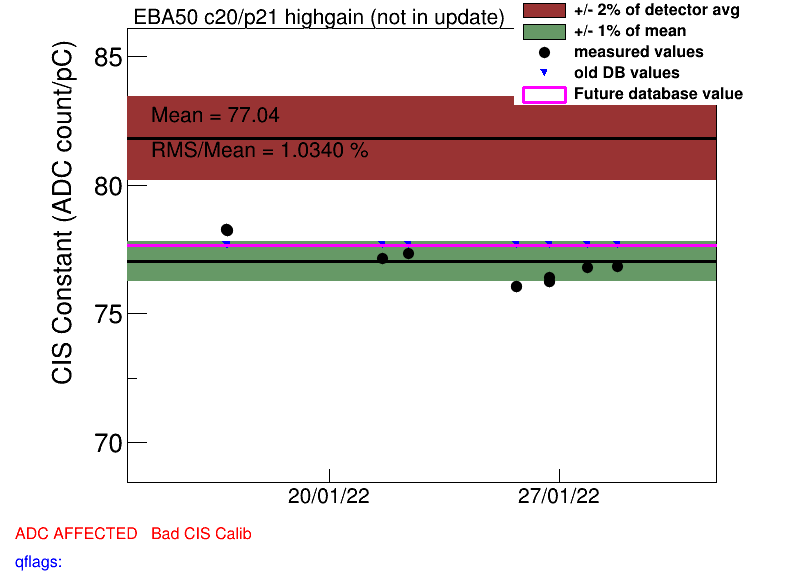 EBA50 c20/p21 highgain (not in update)
+/- 2% of detector avg
+/- 1% of mean
measured values
old DB values
Future database value
CIS Constant (ADC count/pC)
85
80
75
70
Mean = 77.04
RMS/Mean = 1.0340 %
20/01/22
27/01/22
ADC AFFECTED   Bad CIS Calib
qflags: